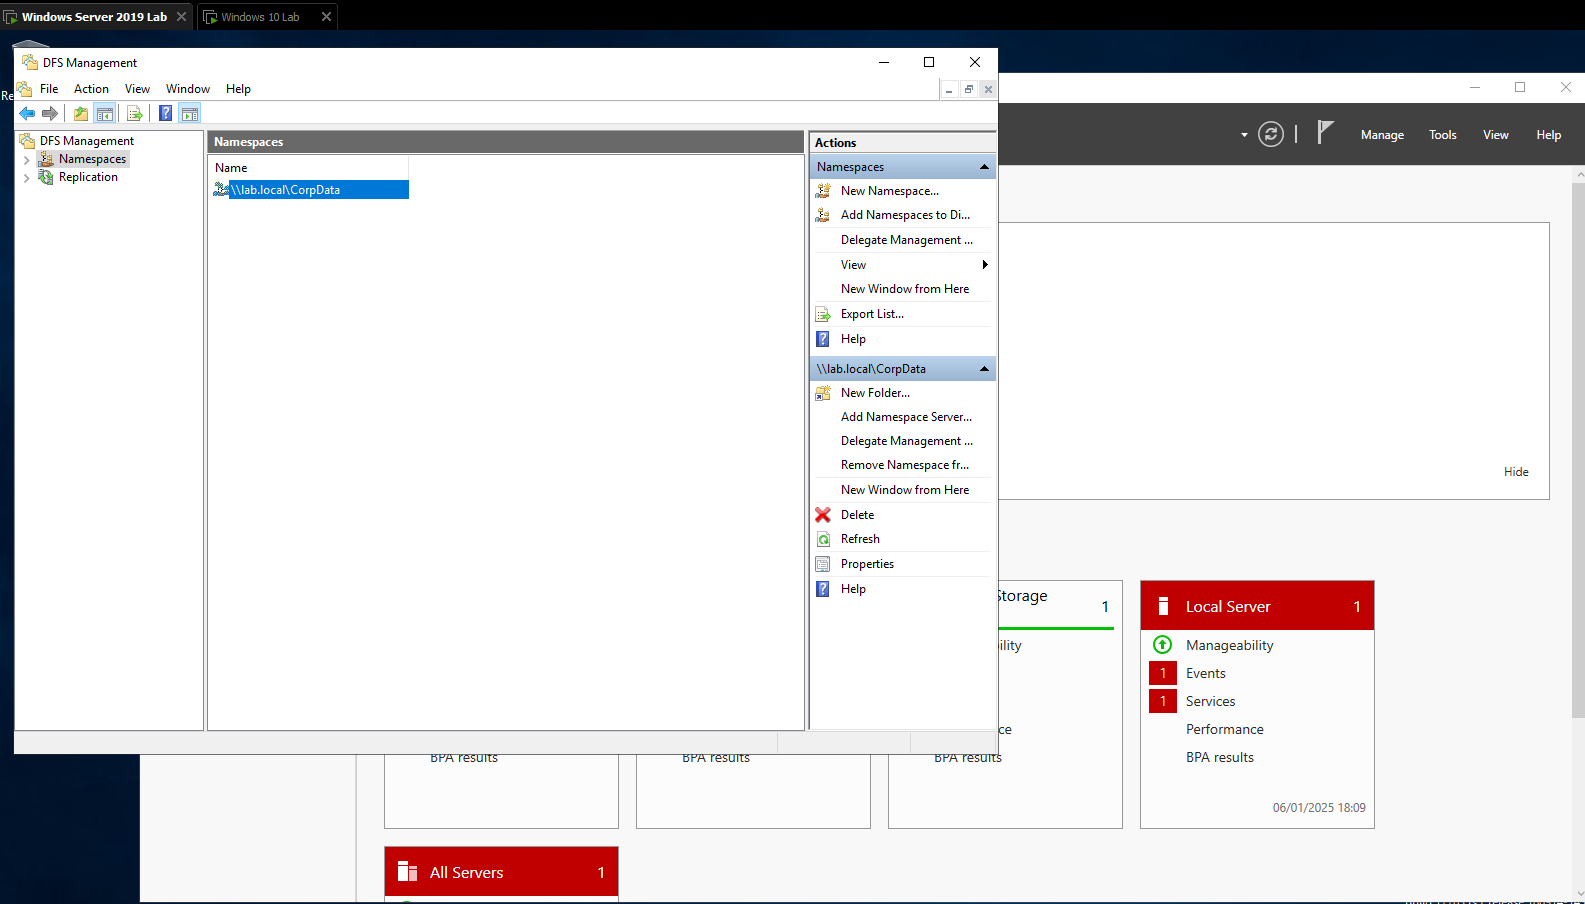 Windows Server 2019 Lab
Windows 10 Lab
Re
DFS Management
File Action View Window Help
DFS Management
Namespaces
Replication
Namespaces
Name
\\lab.local\CorpData
Actions
Namespaces
New Namespace...
Add Namespaces to Di...
Delegate Management ...
View
New Window from Here
Export List...
Help
\\lab.local\CorpData
New Folder...
Add Namespace Server...
Delegate Management ...
Remove Namespace fr...
New Window from Here
Delete
Refresh
Properties
Help
Manage Tools View Help
Hide
Storage 1
ility
ce
BPA results
BPA results
BPA results
Local Server 1
Manageability
1 Events
1 Services
Performance
BPA results
06/01/2025 18:09
All Servers 1